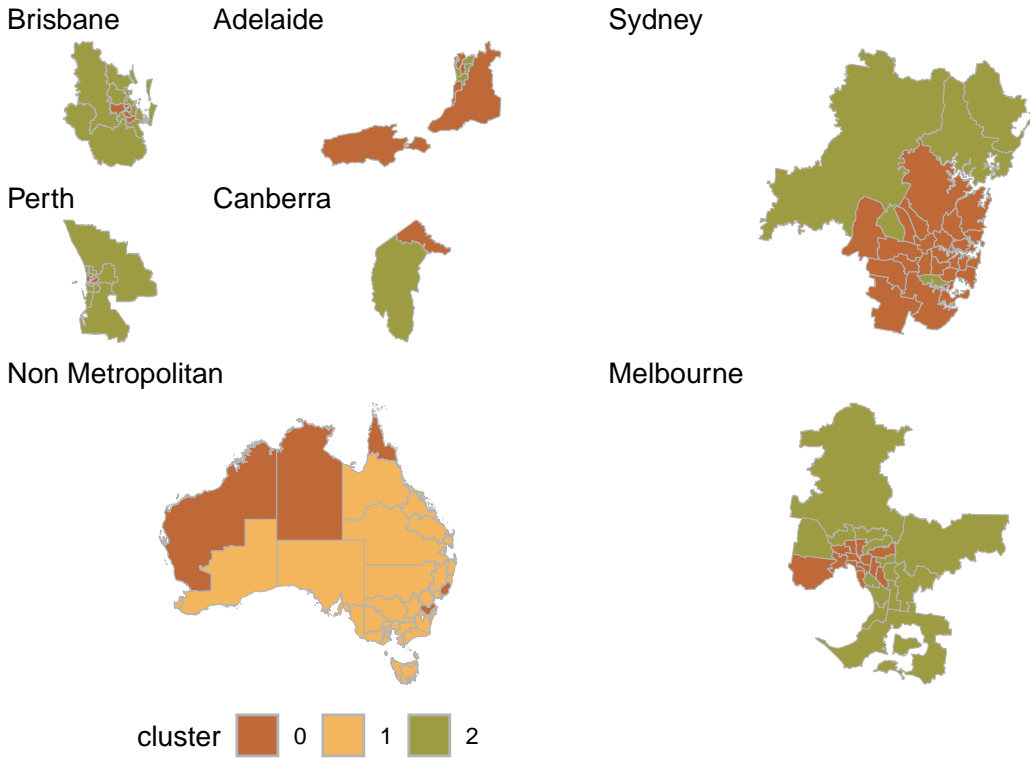 Brisbane
Adelaide
Sydney
Perth
Canberra
Non Metropolitan
Melbourne
cluster 0 1 2